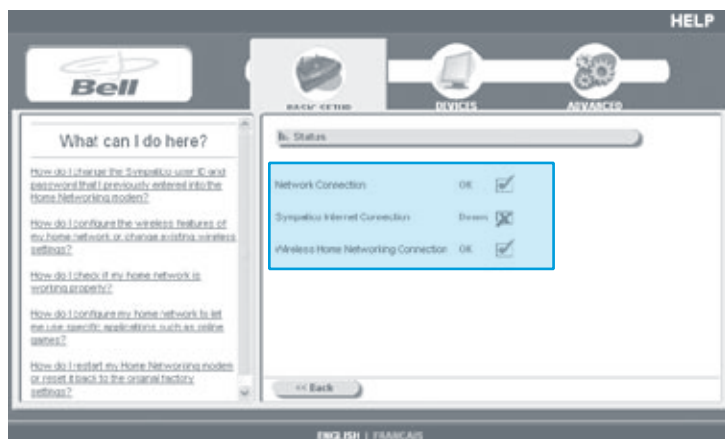 HELP
Bell
BASIC SETUP
DEVICES
ADVANCED
What can I do here?
How do I change the Sympatico user ID and
password that I previously entered into the
Home Networking modem?
How do I configure the wireless features of
my home network or change existing wireless
settings?
How do I check if my home network is
working properly?
How do I configure my home network to let
me use specific applications such as online
games?
How do I restart my Home Networking modem
or reset it back to the original factory
settings?
Status
Network Connection OK
Sympatico Internet Connection Down
Wireless Home Networking Connection OK
<< Back
ENGLISH | FRANCAIS